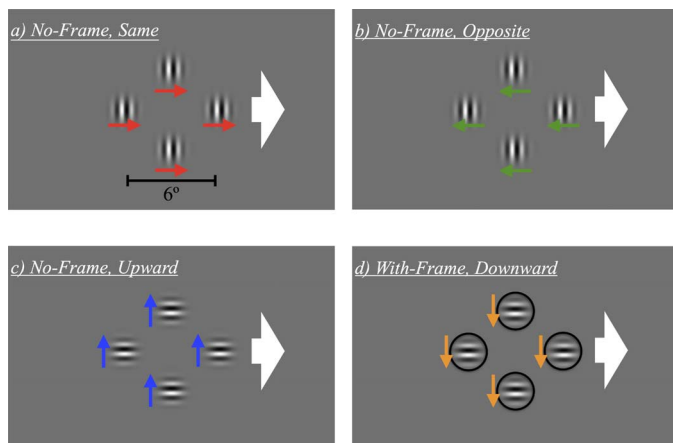 a) No-Frame, Same
b) No-Frame, Opposite
6º
c) No-Frame, Upward
d) With-Frame, Downward